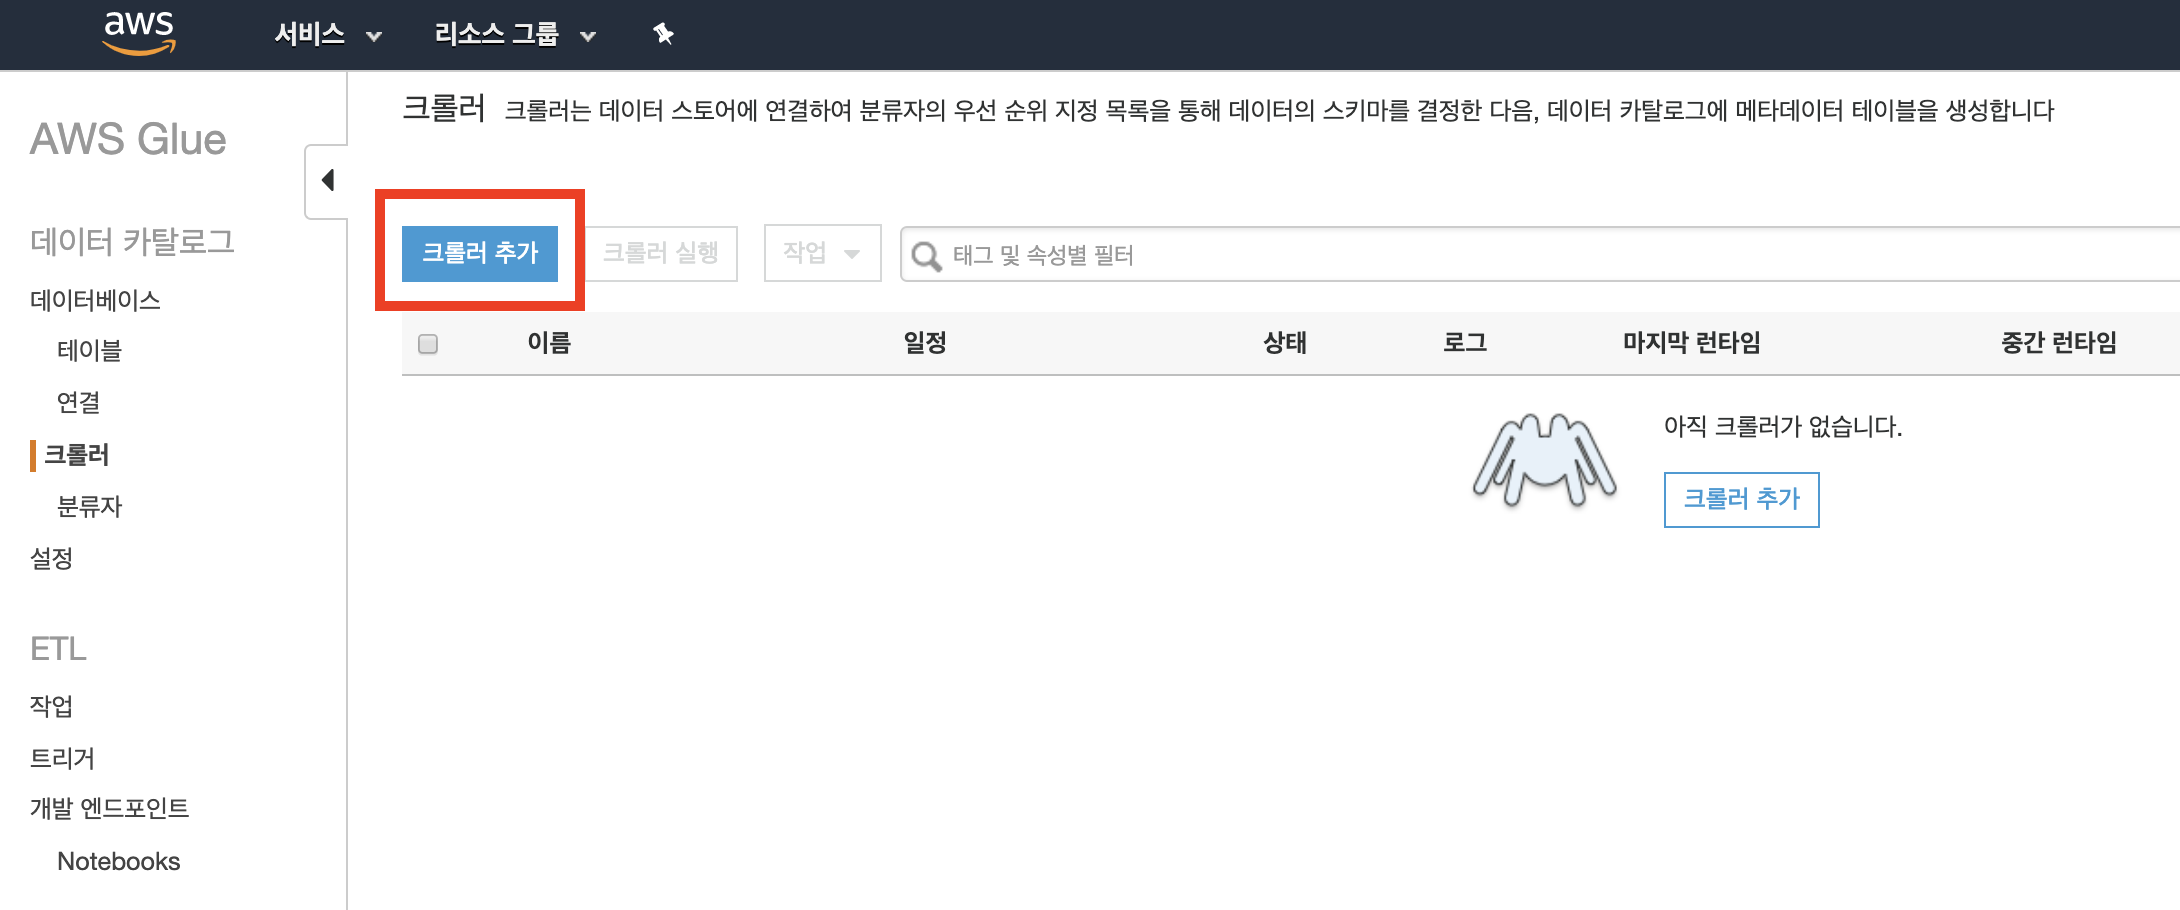 aws 서비스 리소스 그룹
AWS Glue
데이터 카탈로그
데이터베이스
테이블
연결
크롤러
분류자
설정
ETL
작업
트리거
개발 엔드포인트
Notebooks
크롤러 크롤러는 데이터 스토어에 연결하여 분류자의 우선 순위 지정 목록을 통해 데이터의 스키마를 결정한 다음, 데이터 카탈로그에 메타데이터 테이블을 생성합니다
크롤러 추가 크롤러 실행 작업 태그 및 속성별 필터
이름 일정 상태 로그 마지막 런타임 중간 런타임
아직 크롤러가 없습니다.
크롤러 추가